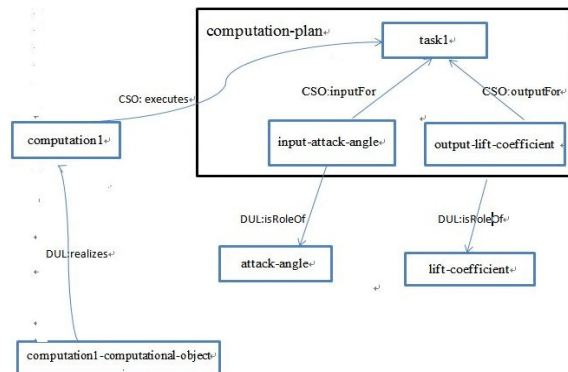 computation-plan
task1
CSO: executes
CSO:inputFor
CSO:outputFor
computation1
input-attack-angle
output-lift-coefficient
DUL:isRoleOf
DUL:isRoleOf
DUL:realizes
attack-angle
lift-coefficient
computation1-computational-object